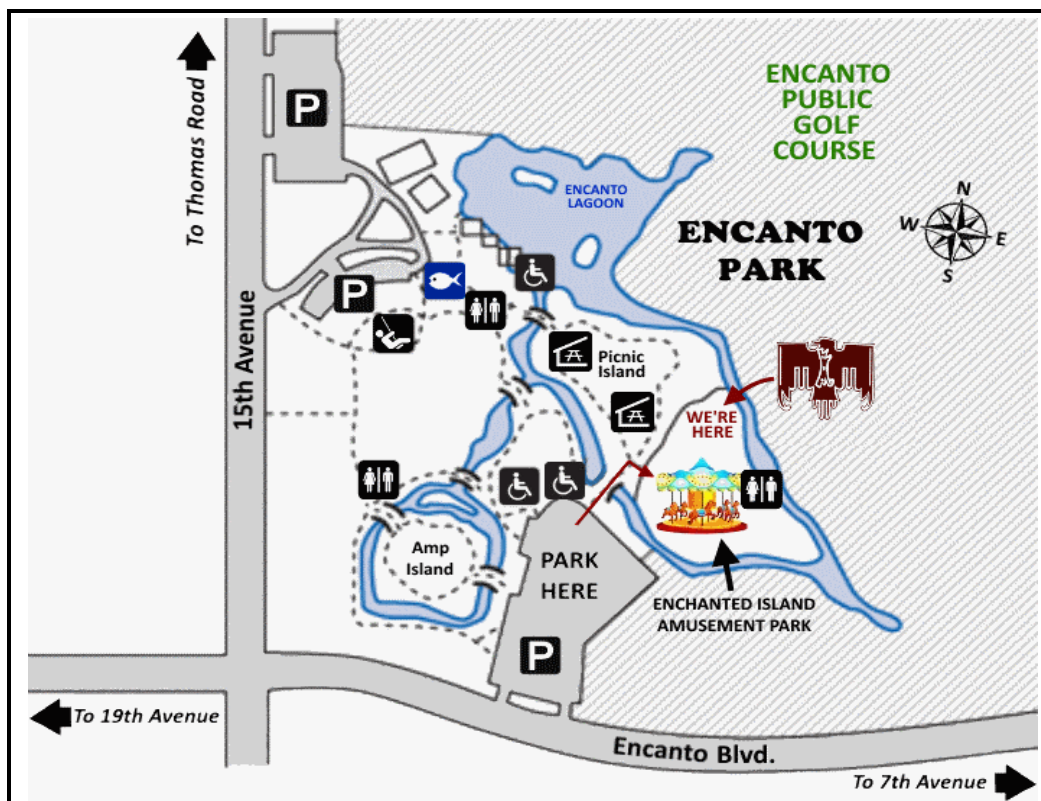 ENCANTO
PUBLIC
GOLF
COURSE
To Thomas Road
P
ENCANTO
LAGOON
N
W
E
S
ENCANTO
PARK
P
15th Avenue
Picnic
Island
WE'RE
HERE
Amp
Island
PARK
HERE
ENCHANTED ISLAND
AMUSEMENT PARK
P
To 19th Avenue
Encanto Blvd.
To 7th Avenue